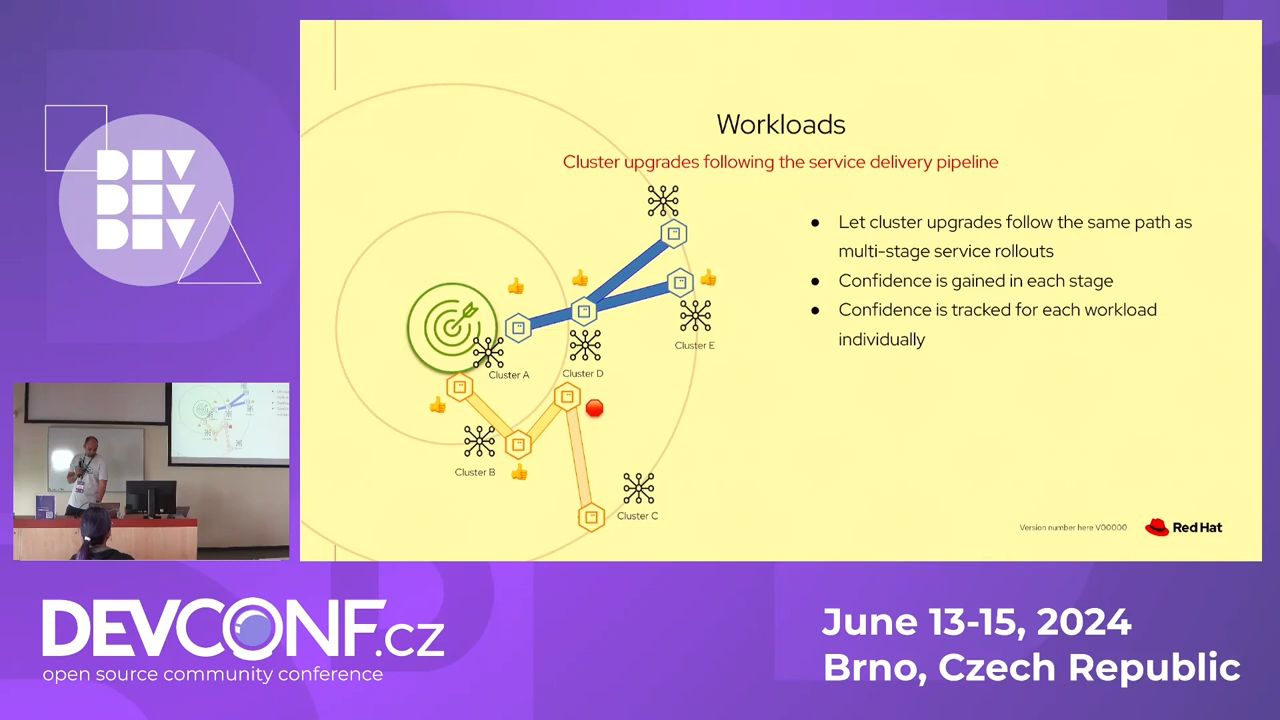 DEV
DEV
DEV
Workloads
Cluster upgrades following the service delivery pipeline
● Let cluster upgrades follow the same path as
multi-stage service rollouts
● Confidence is gained in each stage
● Confidence is tracked for each workload
individually
Cluster E
Cluster A
Cluster D
Cluster B
Cluster C
Version number here V00000
Red Hat
DEVCONF.cz
open source community conference
June 13-15, 2024
Brno, Czech Republic